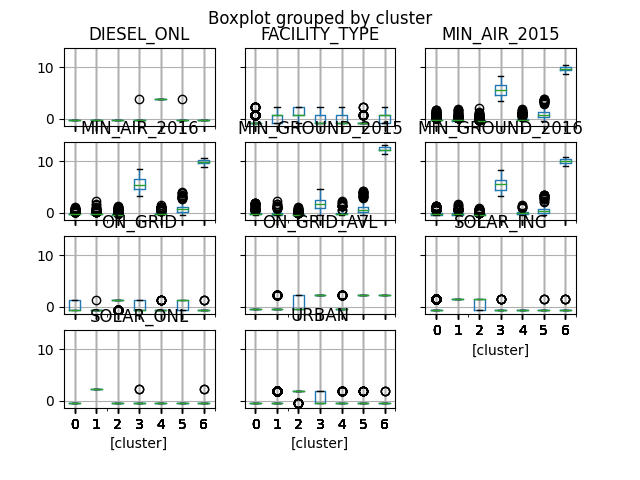 Boxplot grouped by cluster
DIESEL_ONL FACILITY_TYPE MIN_AIR_2015
10
0
MIN_AIR_2016 MIN_GROUND_2015 MIN_GROUND_2016
10
0
ON_GRID ON_GRID_AVL SOLAR_ING
10
0
0 1 2 3 4 5 6
[cluster]
SOLAR_ONL URBAN
10
0
0 1 2 3 4 5 6 0 1 2 3 4 5 6
[cluster] [cluster]